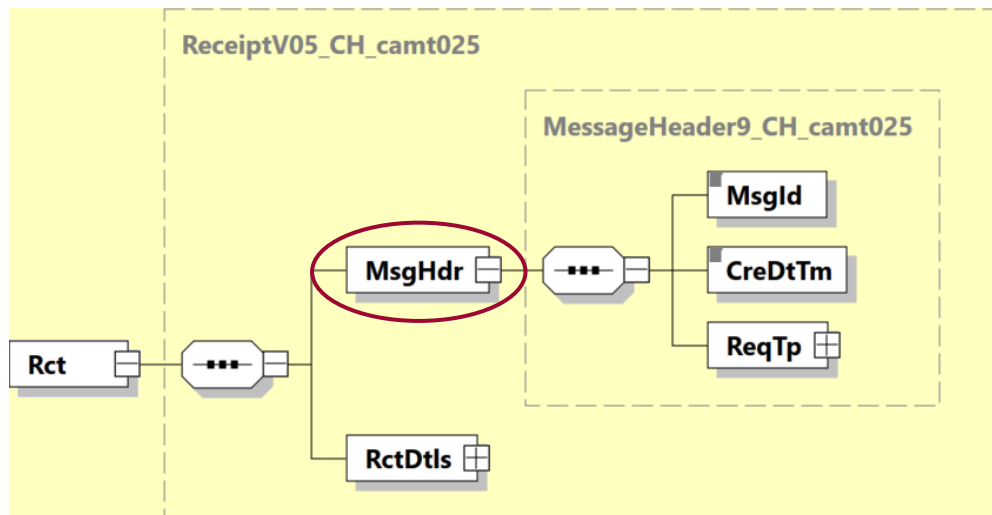 ReceiptV05_CH_camt025
MessageHeader9_CH_camt025
MsgId
MsgHdr
CreDtTm
ReqTp
Rct
RctDtls